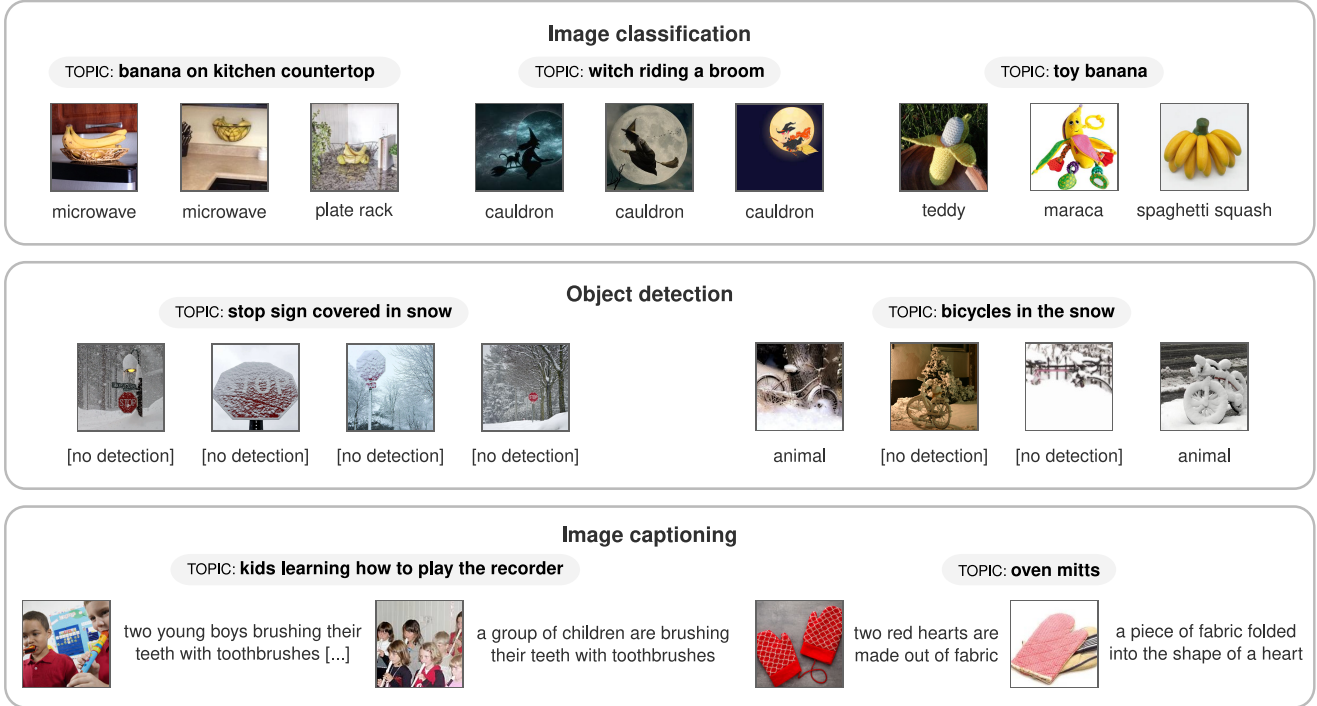 Image classification
TOPIC: banana on kitchen countertop
TOPIC: witch riding a broom
TOPIC: toy banana
microwave
microwave
plate rack
cauldron
cauldron
cauldron
teddy
maraca
spaghetti squash
Object detection
TOPIC: stop sign covered in snow
TOPIC: bicycles in the snow
STOP
[no detection]
[no detection]
[no detection]
[no detection]
animal
[no detection]
[no detection]
animal
Image captioning
TOPIC: kids learning how to play the recorder
TOPIC: oven mitts
two young boys brushing their
teeth with toothbrushes [...]
a group of children are brushing
their teeth with toothbrushes
two red hearts are
made out of fabric
a piece of fabric folded
into the shape of a heart